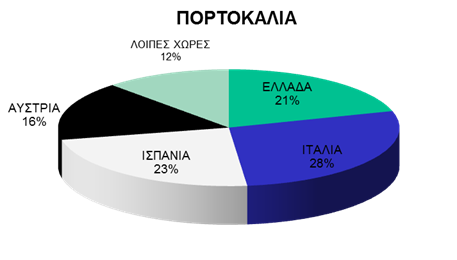 ΠΟΡΤΟΚΑΛΙΑ
ΛΟΙΠΕΣ ΧΩΡΕΣ
12%
ΕΛΛΑΔΑ
21%
ΑΥΣΤΡΙΑ
16%
ΙΣΠΑΝΙΑ
23%
ΙΤΑΛΙΑ
28%